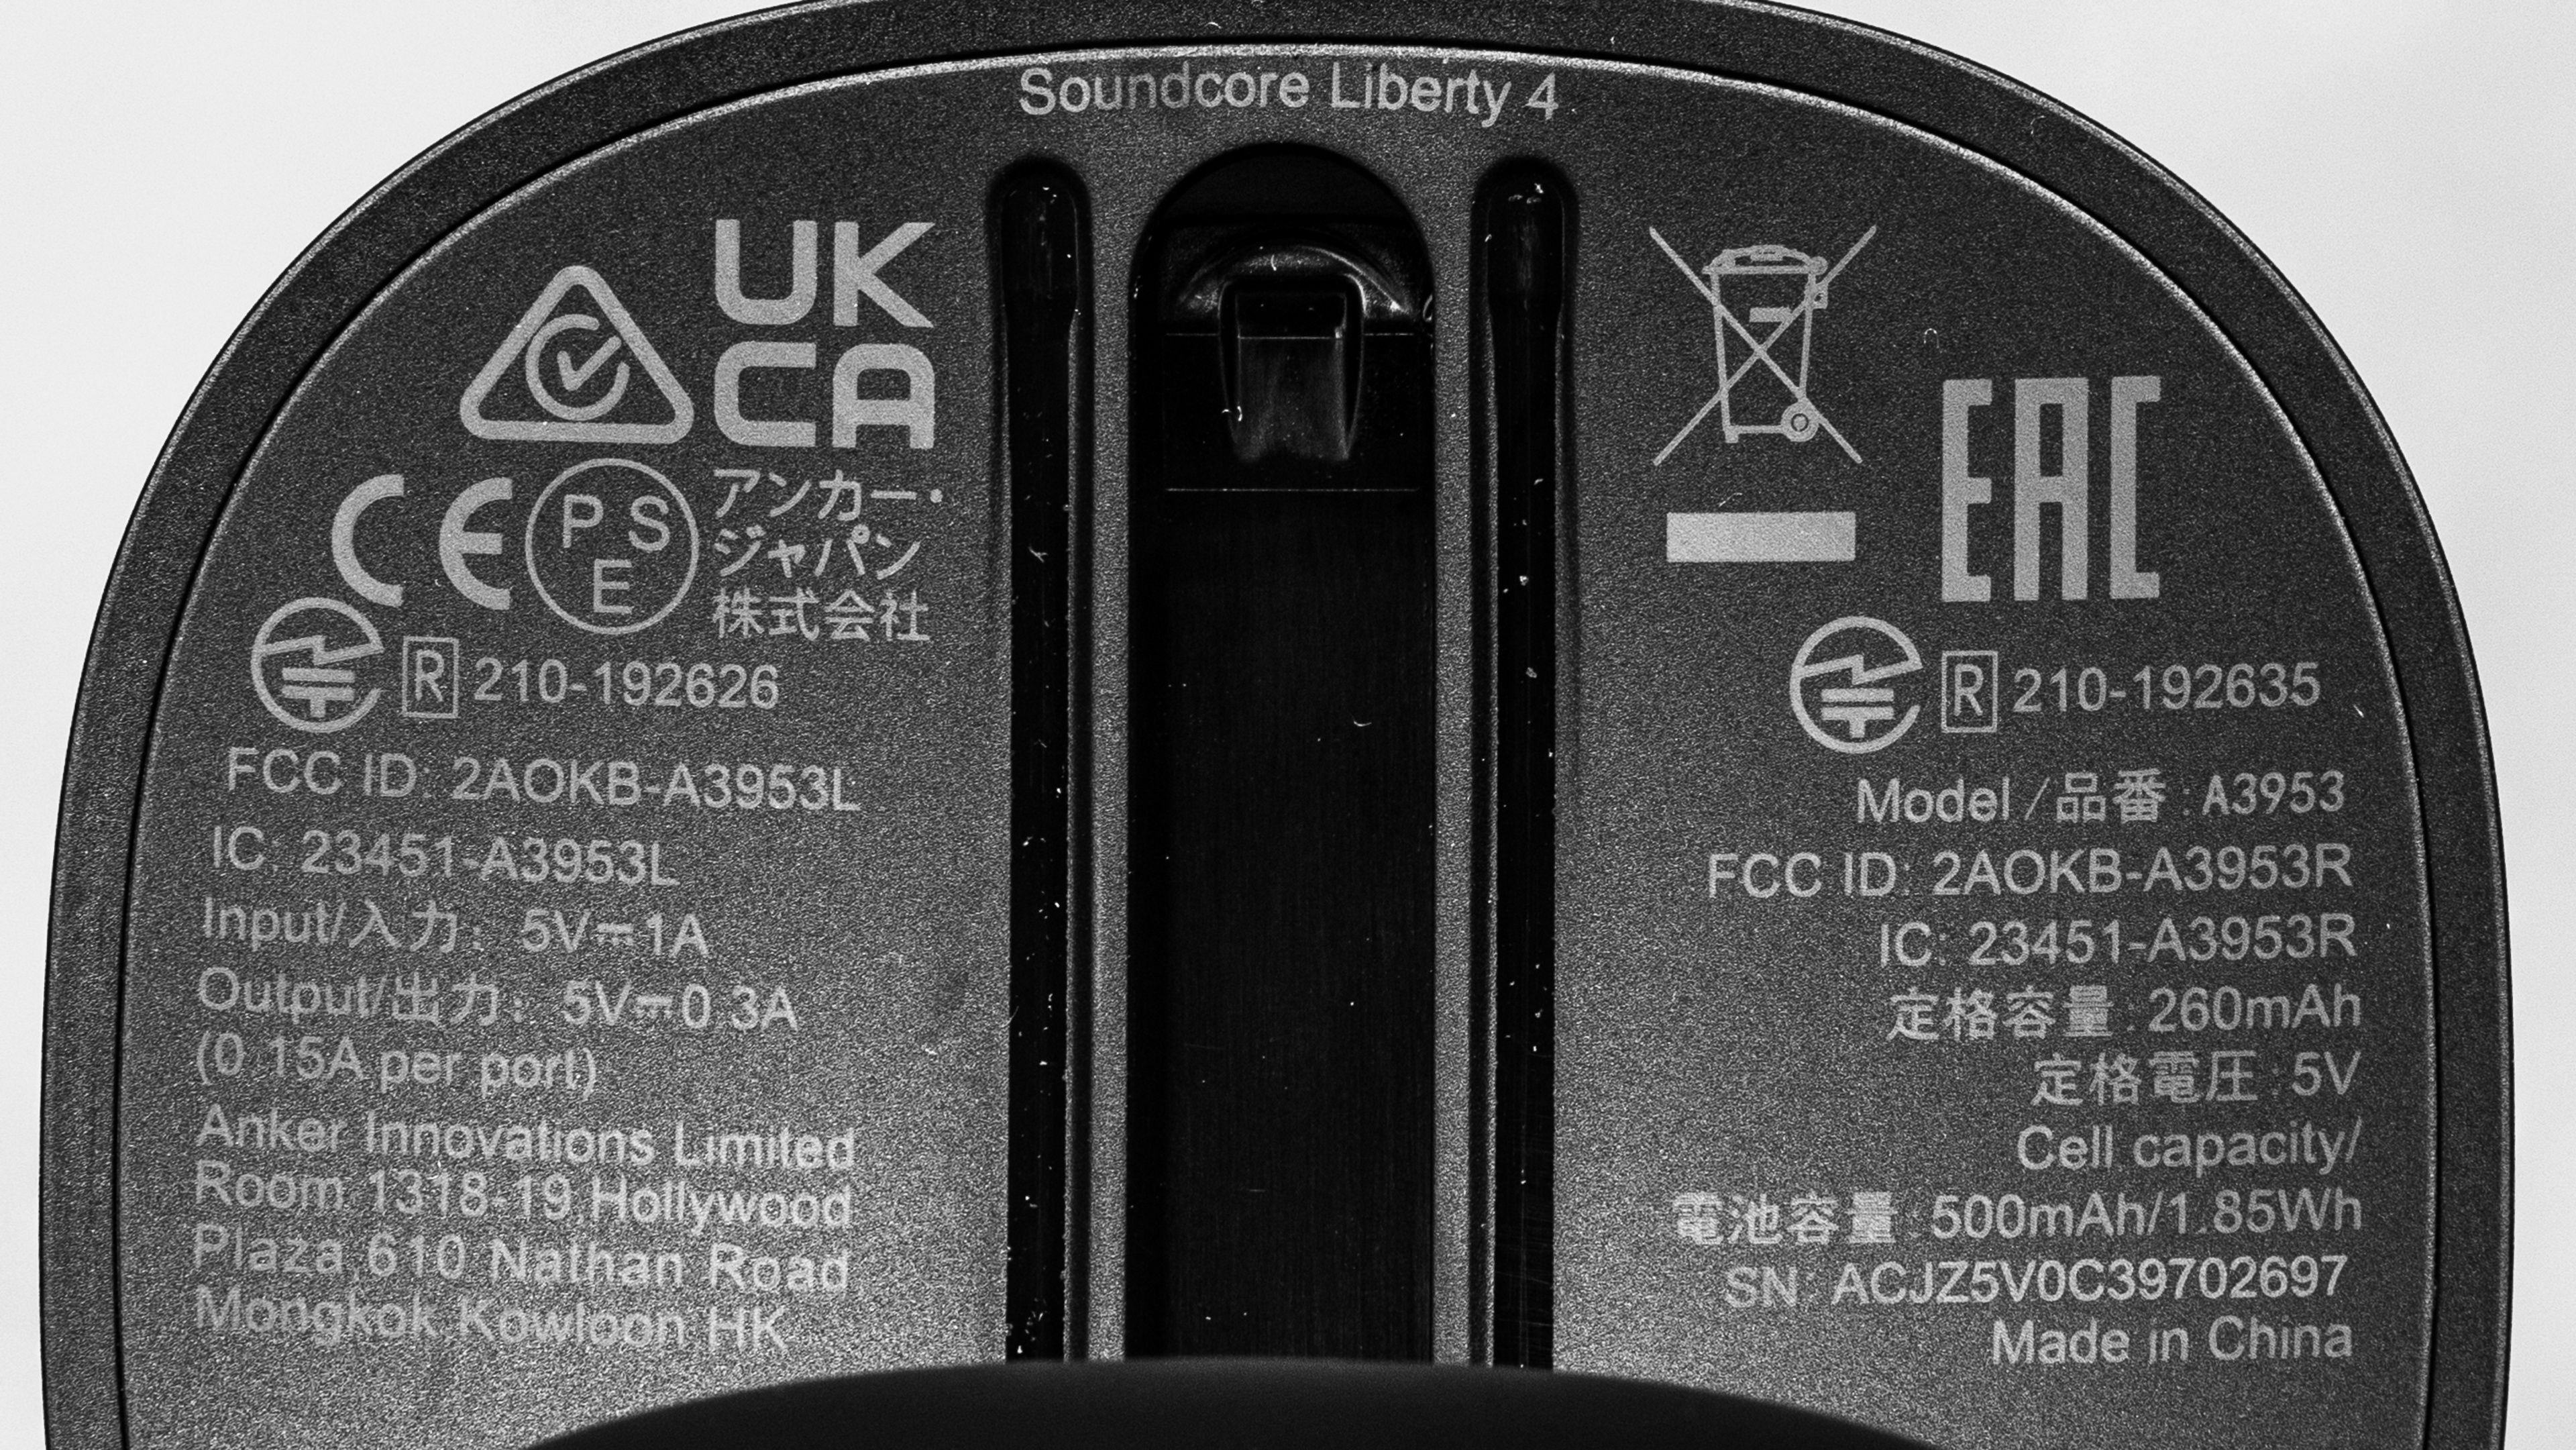 Soundcore Liberty 4
UK
CA
CE
PSE
アンカー・
ジャパン
株式会社
R 210-192626
FCC ID: 2AOKB-A3953L
IC: 23451-A3953L
Input/入力: 5V⎓1A
Output/出力: 5V⎓0.3A
(0.15A per port)
Anker Innovations Limited
Room 1318-19,Hollywood
Plaza,610 Nathan Road,
Mongkok,Kowloon,HK
EAC
R 210-192635
Model/品番:A3953
FCC ID: 2AOKB-A3953R
IC: 23451-A3953R
定格容量:260mAh
定格電圧:5V
Cell capacity/
電池容量:500mAh/1.85Wh
SN: ACJZ5V0C39702697
Made in China